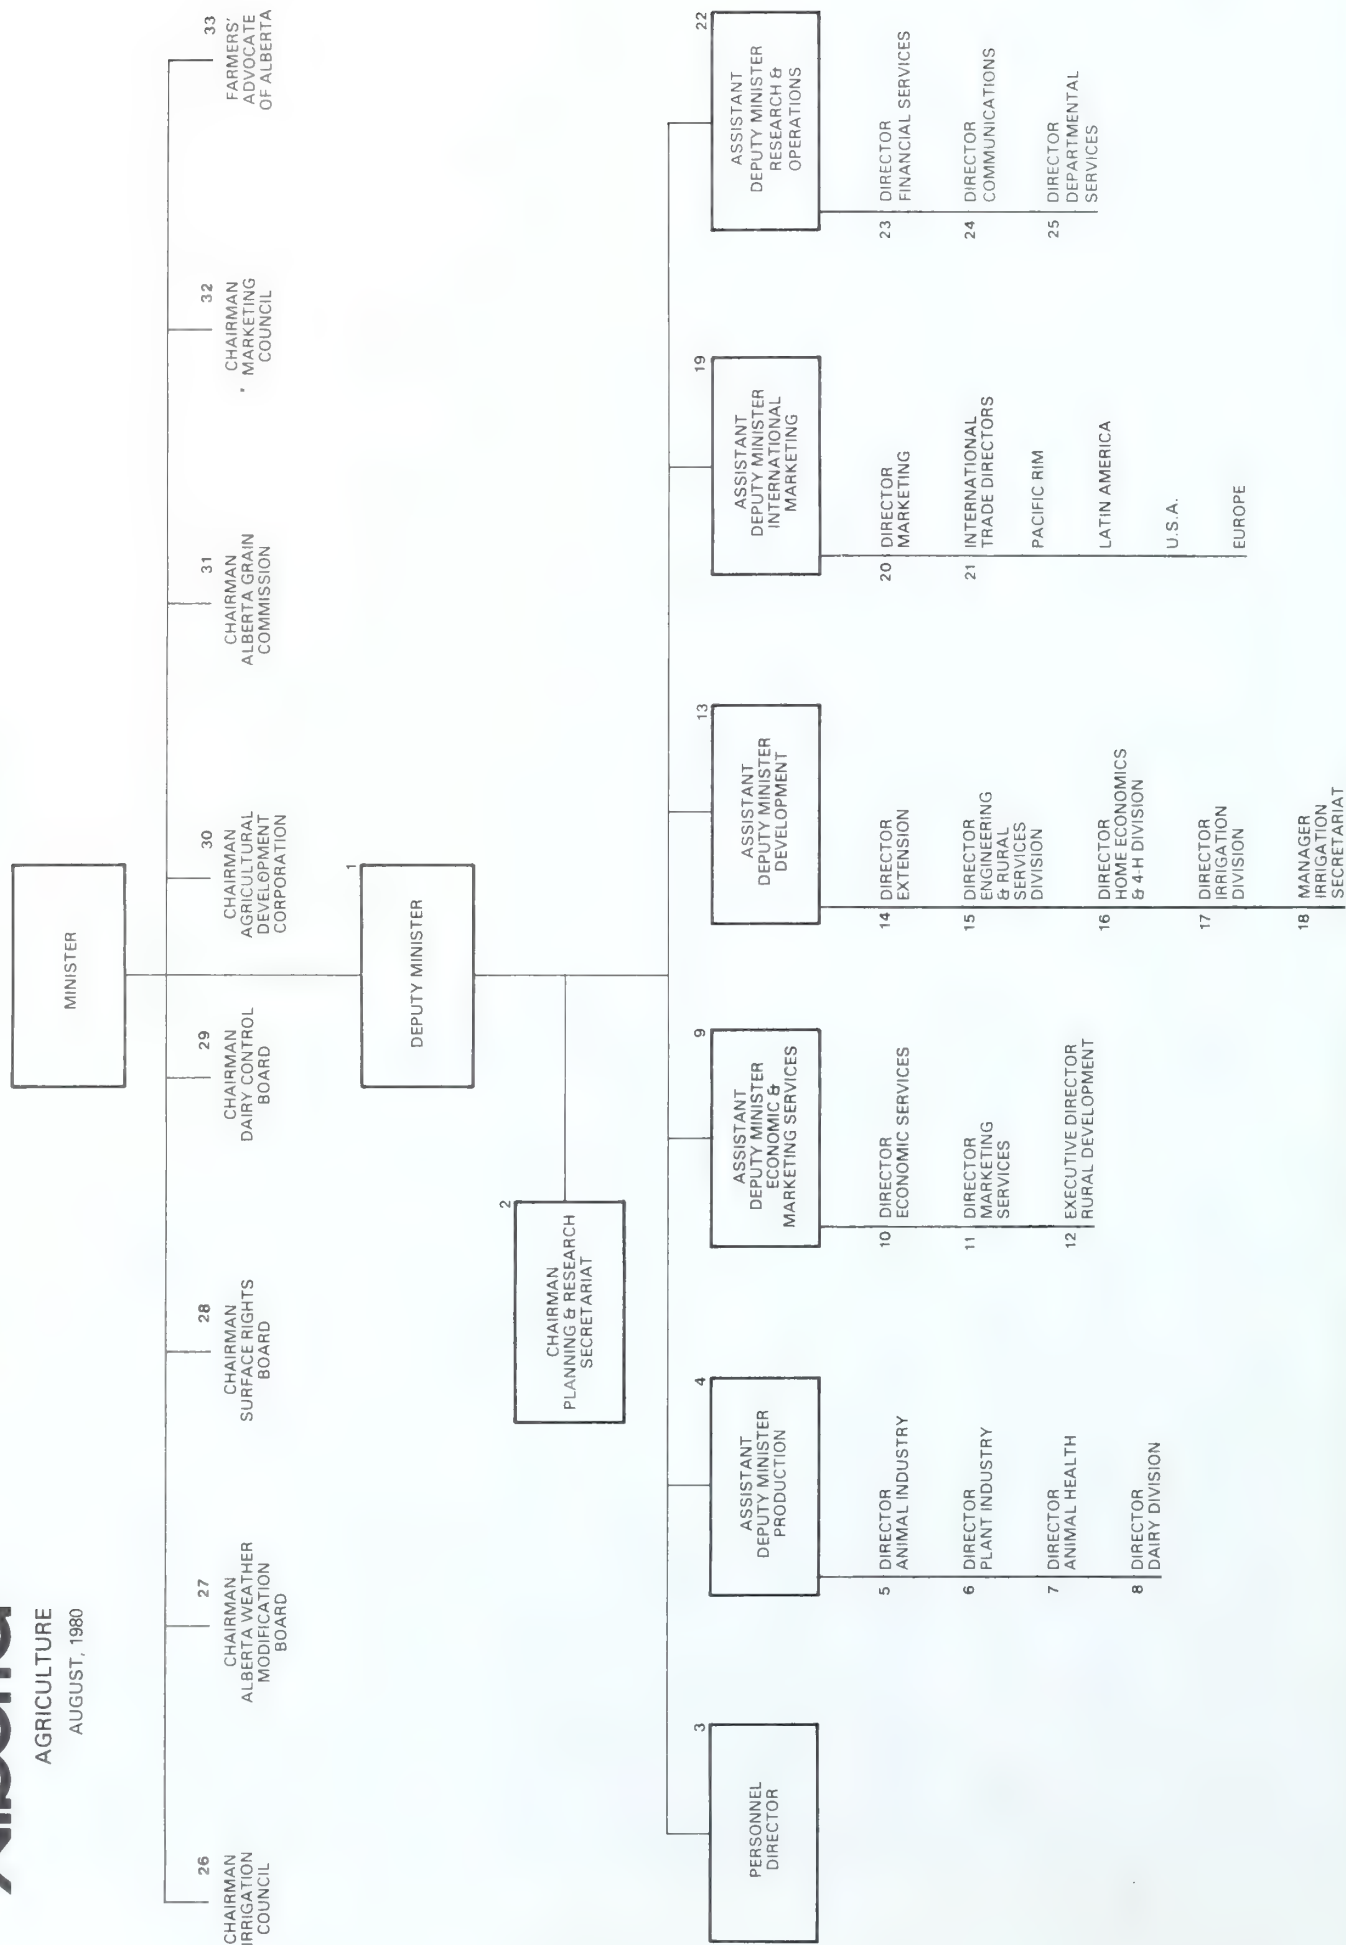 Alberta
AGRICULTURE
AUGUST, 1980
MINISTER
26
CHAIRMAN
IRRIGATION
COUNCIL
27
CHAIRMAN
ALBERTA WEATHER
MODIFICATION
BOARD
28
CHAIRMAN
SURFACE RIGHTS
BOARD
29
CHAIRMAN
DAIRY CONTROL
BOARD
30
CHAIRMAN
AGRICULTURAL
DEVELOPMENT
CORPORATION
31
CHAIRMAN
ALBERTA GRAIN
COMMISSION
32
CHAIRMAN
MARKETING
COUNCIL
33
FARMERS'
ADVOCATE
OF ALBERTA
1
DEPUTY MINISTER
2
CHAIRMAN
PLANNING & RESEARCH
SECRETARIAT
3
PERSONNEL
DIRECTOR
4
ASSISTANT
DEPUTY MINISTER
PRODUCTION
5 DIRECTOR
ANIMAL INDUSTRY
6 DIRECTOR
PLANT INDUSTRY
7 DIRECTOR
ANIMAL HEALTH
8 DIRECTOR
DAIRY DIVISION
9
ASSISTANT
DEPUTY MINISTER
ECONOMIC &
MARKETING SERVICES
10 DIRECTOR
ECONOMIC SERVICES
11 DIRECTOR
MARKETING
SERVICES
12 EXECUTIVE DIRECTOR
RURAL DEVELOPMENT
13
ASSISTANT
DEPUTY MINISTER
DEVELOPMENT
14 DIRECTOR
EXTENSION
15 DIRECTOR
ENGINEERING
& RURAL
SERVICES
DIVISION
16 DIRECTOR
HOME ECONOMICS
& 4-H DIVISION
17 DIRECTOR
IRRIGATION
DIVISION
18 MANAGER
IRRIGATION
SECRETARIAT
19
ASSISTANT
DEPUTY MINISTER
INTERNATIONAL
MARKETING
20 DIRECTOR
MARKETING
21 INTERNATIONAL
TRADE DIRECTORS
PACIFIC RIM
LATIN AMERICA
U.S.A.
EUROPE
22
ASSISTANT
DEPUTY MINISTER
RESEARCH &
OPERATIONS
23 DIRECTOR
FINANCIAL SERVICES
24 DIRECTOR
COMMUNICATIONS
25 DIRECTOR
DEPARTMENTAL
SERVICES